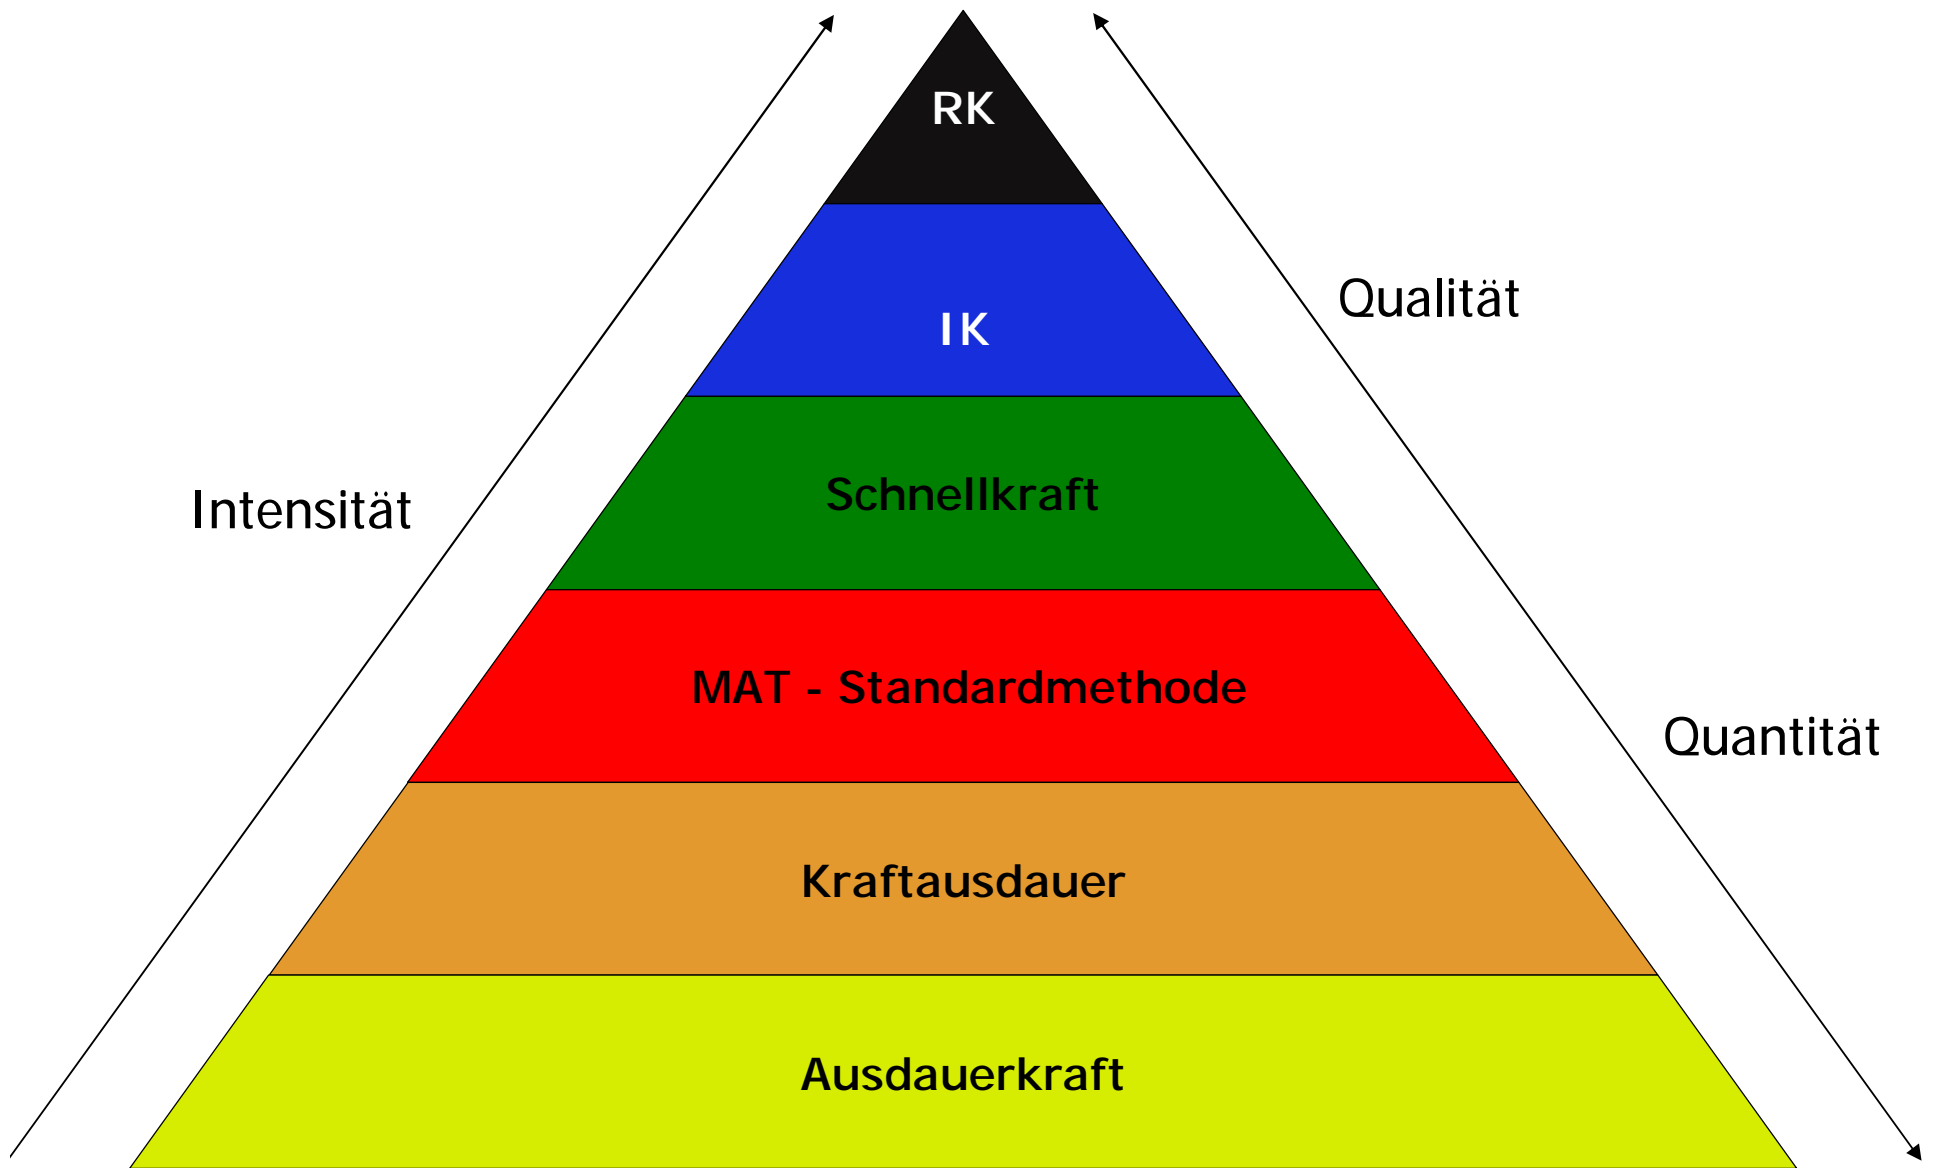 RK
Qualität
IK
Schnellkraft
Intensität
MAT - Standardmethode
Quantität
Kraftausdauer
Ausdauerkraft